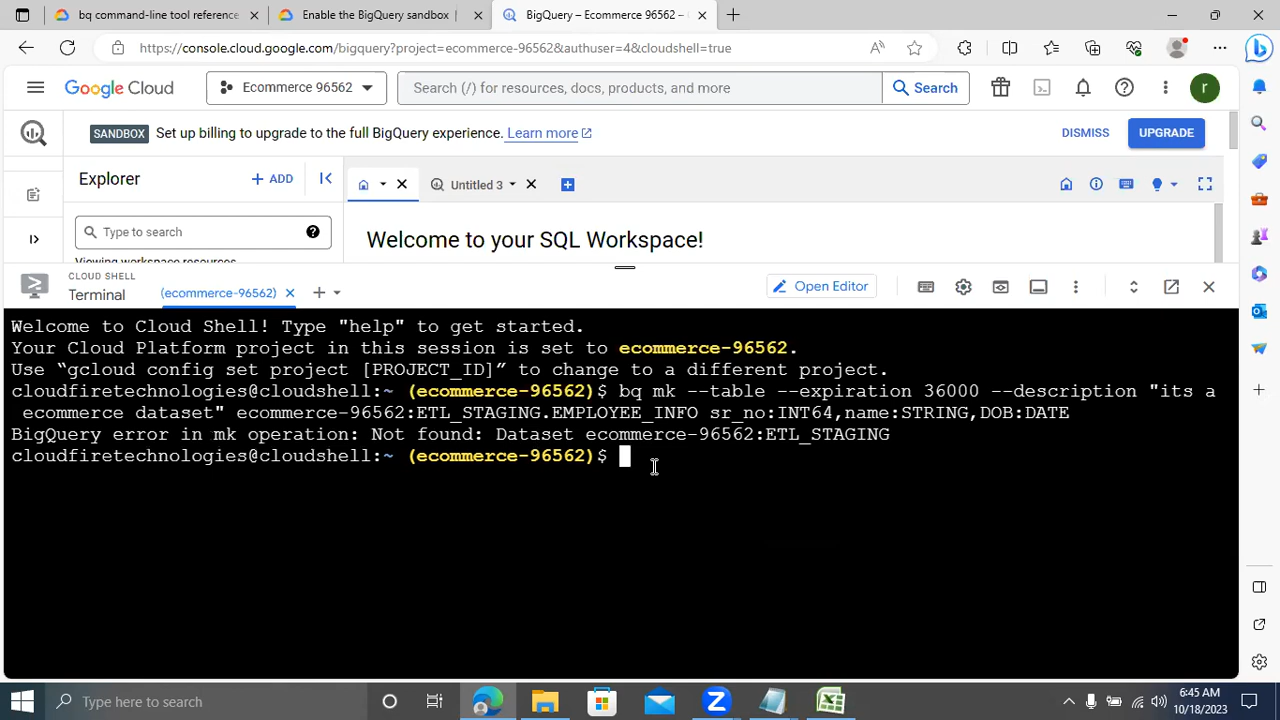 bq command-line tool reference
Enable the BigQuery sandbox
BigQuery – Ecommerce 96562 –
https://console.cloud.google.com/bigquery?project=ecommerce-96562&authuser=4&cloudshell=true
Google Cloud
Ecommerce 96562
Search (/) for resources, docs, products, and more
Search
r
SANDBOX Set up billing to upgrade to the full BigQuery experience. Learn more
DISMISS
UPGRADE
Explorer
+ ADD
Untitled 3
Type to search
Viewing workspace resources.
Welcome to your SQL Workspace!
CLOUD SHELL
Terminal
(ecommerce-96562)
Open Editor
Welcome to Cloud Shell! Type "help" to get started.
Your Cloud Platform project in this session is set to ecommerce-96562.
Use “gcloud config set project [PROJECT_ID]” to change to a different project.
cloudfiretechnologies@cloudshell:~ (ecommerce-96562)$ bq mk --table --expiration 36000 --description "its a
ecommerce dataset" ecommerce-96562:ETL_STAGING.EMPLOYEE_INFO sr_no:INT64,name:STRING,DOB:DATE
BigQuery error in mk operation: Not found: Dataset ecommerce-96562:ETL_STAGING
cloudfiretechnologies@cloudshell:~ (ecommerce-96562)$
Type here to search
6:45 AM
10/18/2023